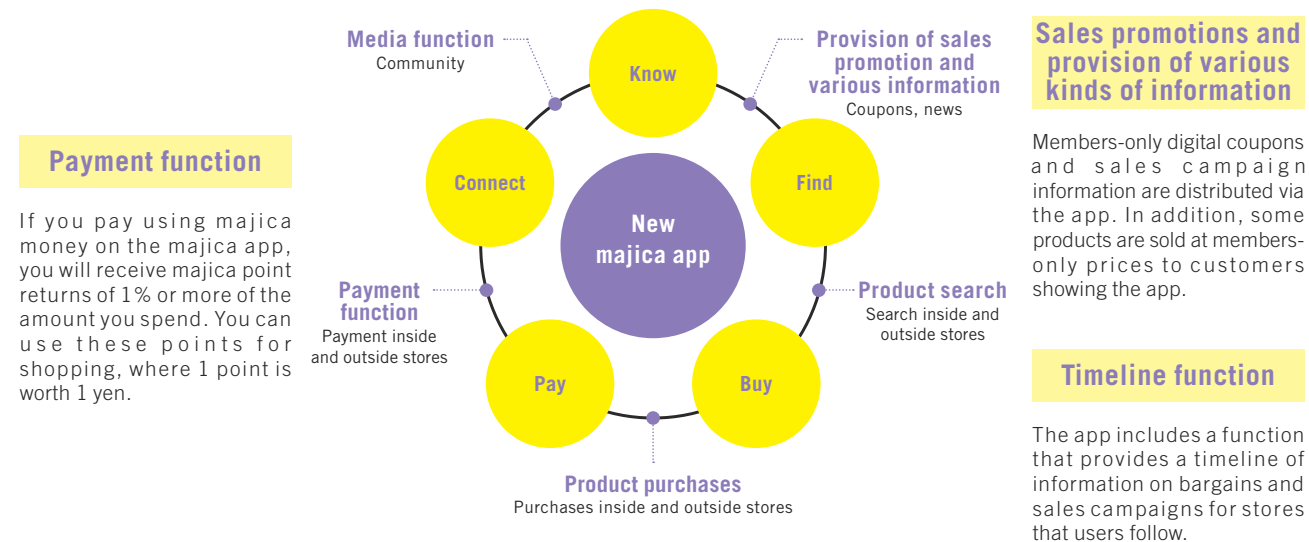 Payment function
If you pay using majica
money on the majica app,
you will receive majica point
returns of 1% or more of the
amount you spend. You can
use these points for
shopping, where 1 point is
worth 1 yen.
Media function
Community
Know
Provision of sales
promotion and
various information
Coupons, news
Connect
Find
New
majica app
Payment
function
Payment inside
and outside stores
Product search
Search inside and
outside stores
Pay
Buy
Product purchases
Purchases inside and outside stores
Sales promotions and
provision of various
kinds of information
Members-only digital coupons
and sales campaign
information are distributed via
the app. In addition, some
products are sold at members-
only prices to customers
showing the app.
Timeline function
The app includes a function
that provides a timeline of
information on bargains and
sales campaigns for stores
that users follow.